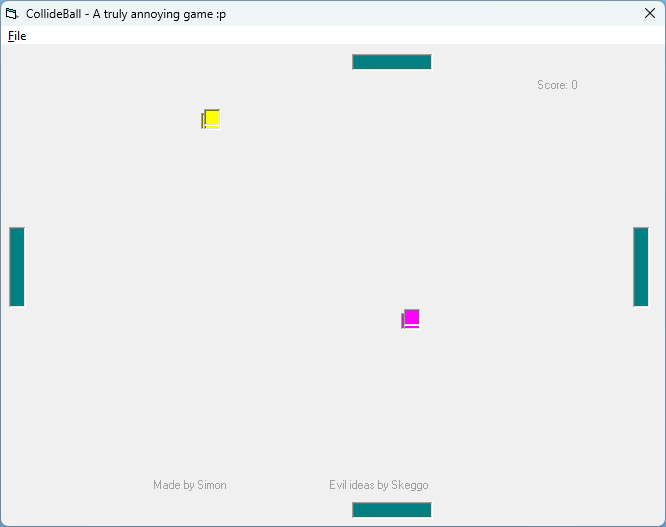 CollideBall - A truly annoying game :p
File
Score: 0
Made by Simon
Evil ideas by Skeggo